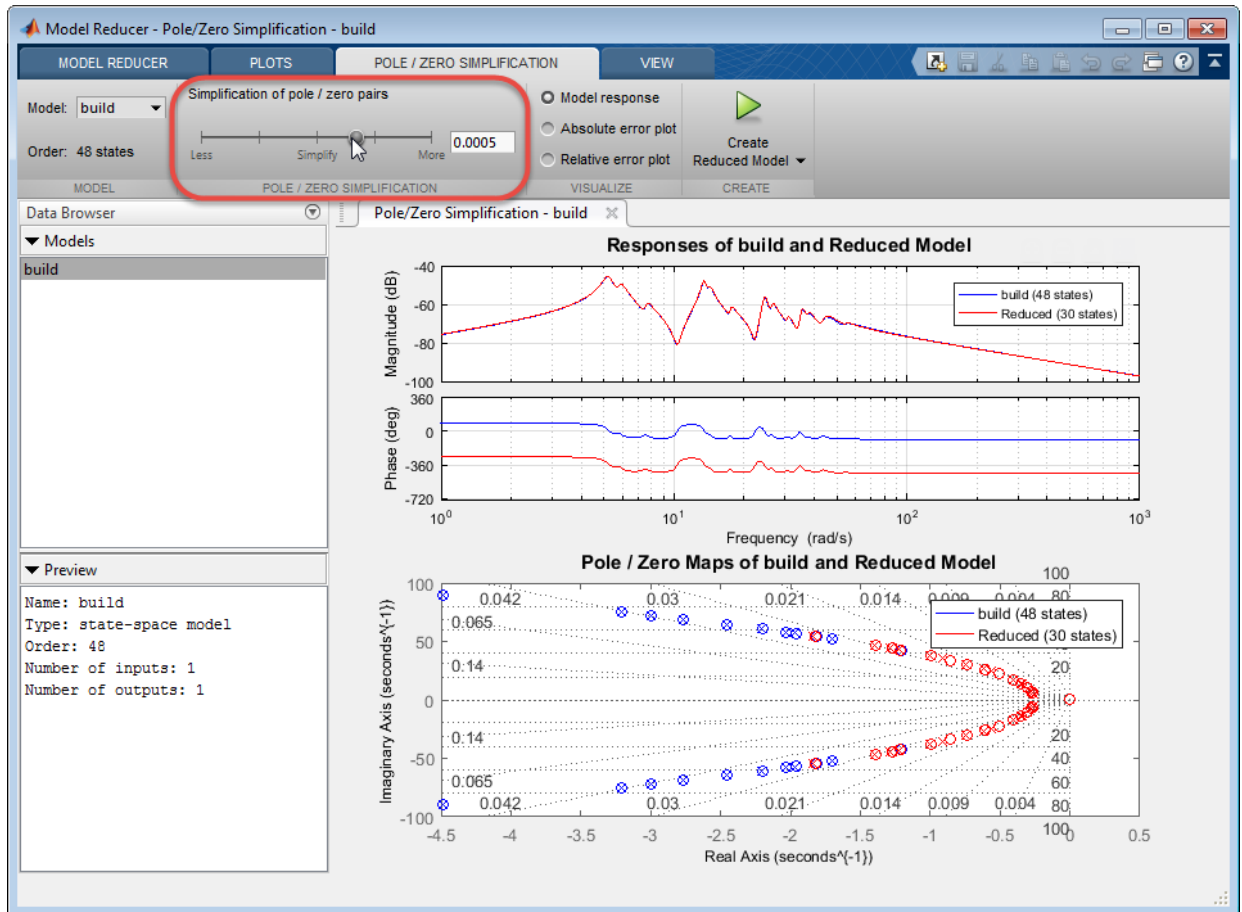 Model Reducer - Pole/Zero Simplification - build
MODEL REDUCER
PLOTS
POLE / ZERO SIMPLIFICATION
VIEW
Model: build
Order: 48 states
MODEL
Simplification of pole / zero pairs
Less
Simplify
More
0.0005
POLE / ZERO SIMPLIFICATION
Model response
Absolute error plot
Relative error plot
VISUALIZE
Create
Reduced Model
CREATE
Data Browser
Models
build
Preview
Name: build
Type: state-space model
Order: 48
Number of inputs: 1
Number of outputs: 1
Pole/Zero Simplification - build
Responses of build and Reduced Model
Magnitude (dB)
-40
-60
-80
-100
build (48 states)
Reduced (30 states)
Phase (deg)
360
0
-360
-720
10^0
10^1
10^2
10^3
Frequency (rad/s)
Pole / Zero Maps of build and Reduced Model
Imaginary Axis (seconds^{-1})
100
50
0
-50
-100
0.042
0.03
0.021
0.014
0.009
0.004
100
80
0.065
0.14
20
build (48 states)
Reduced (30 states)
0.14
20
40
0.065
60
0.042
0.03
0.021
0.014
0.009
0.004
80
100
-4.5
-4
-3.5
-3
-2.5
-2
-1.5
-1
-0.5
0
0.5
Real Axis (seconds^{-1})